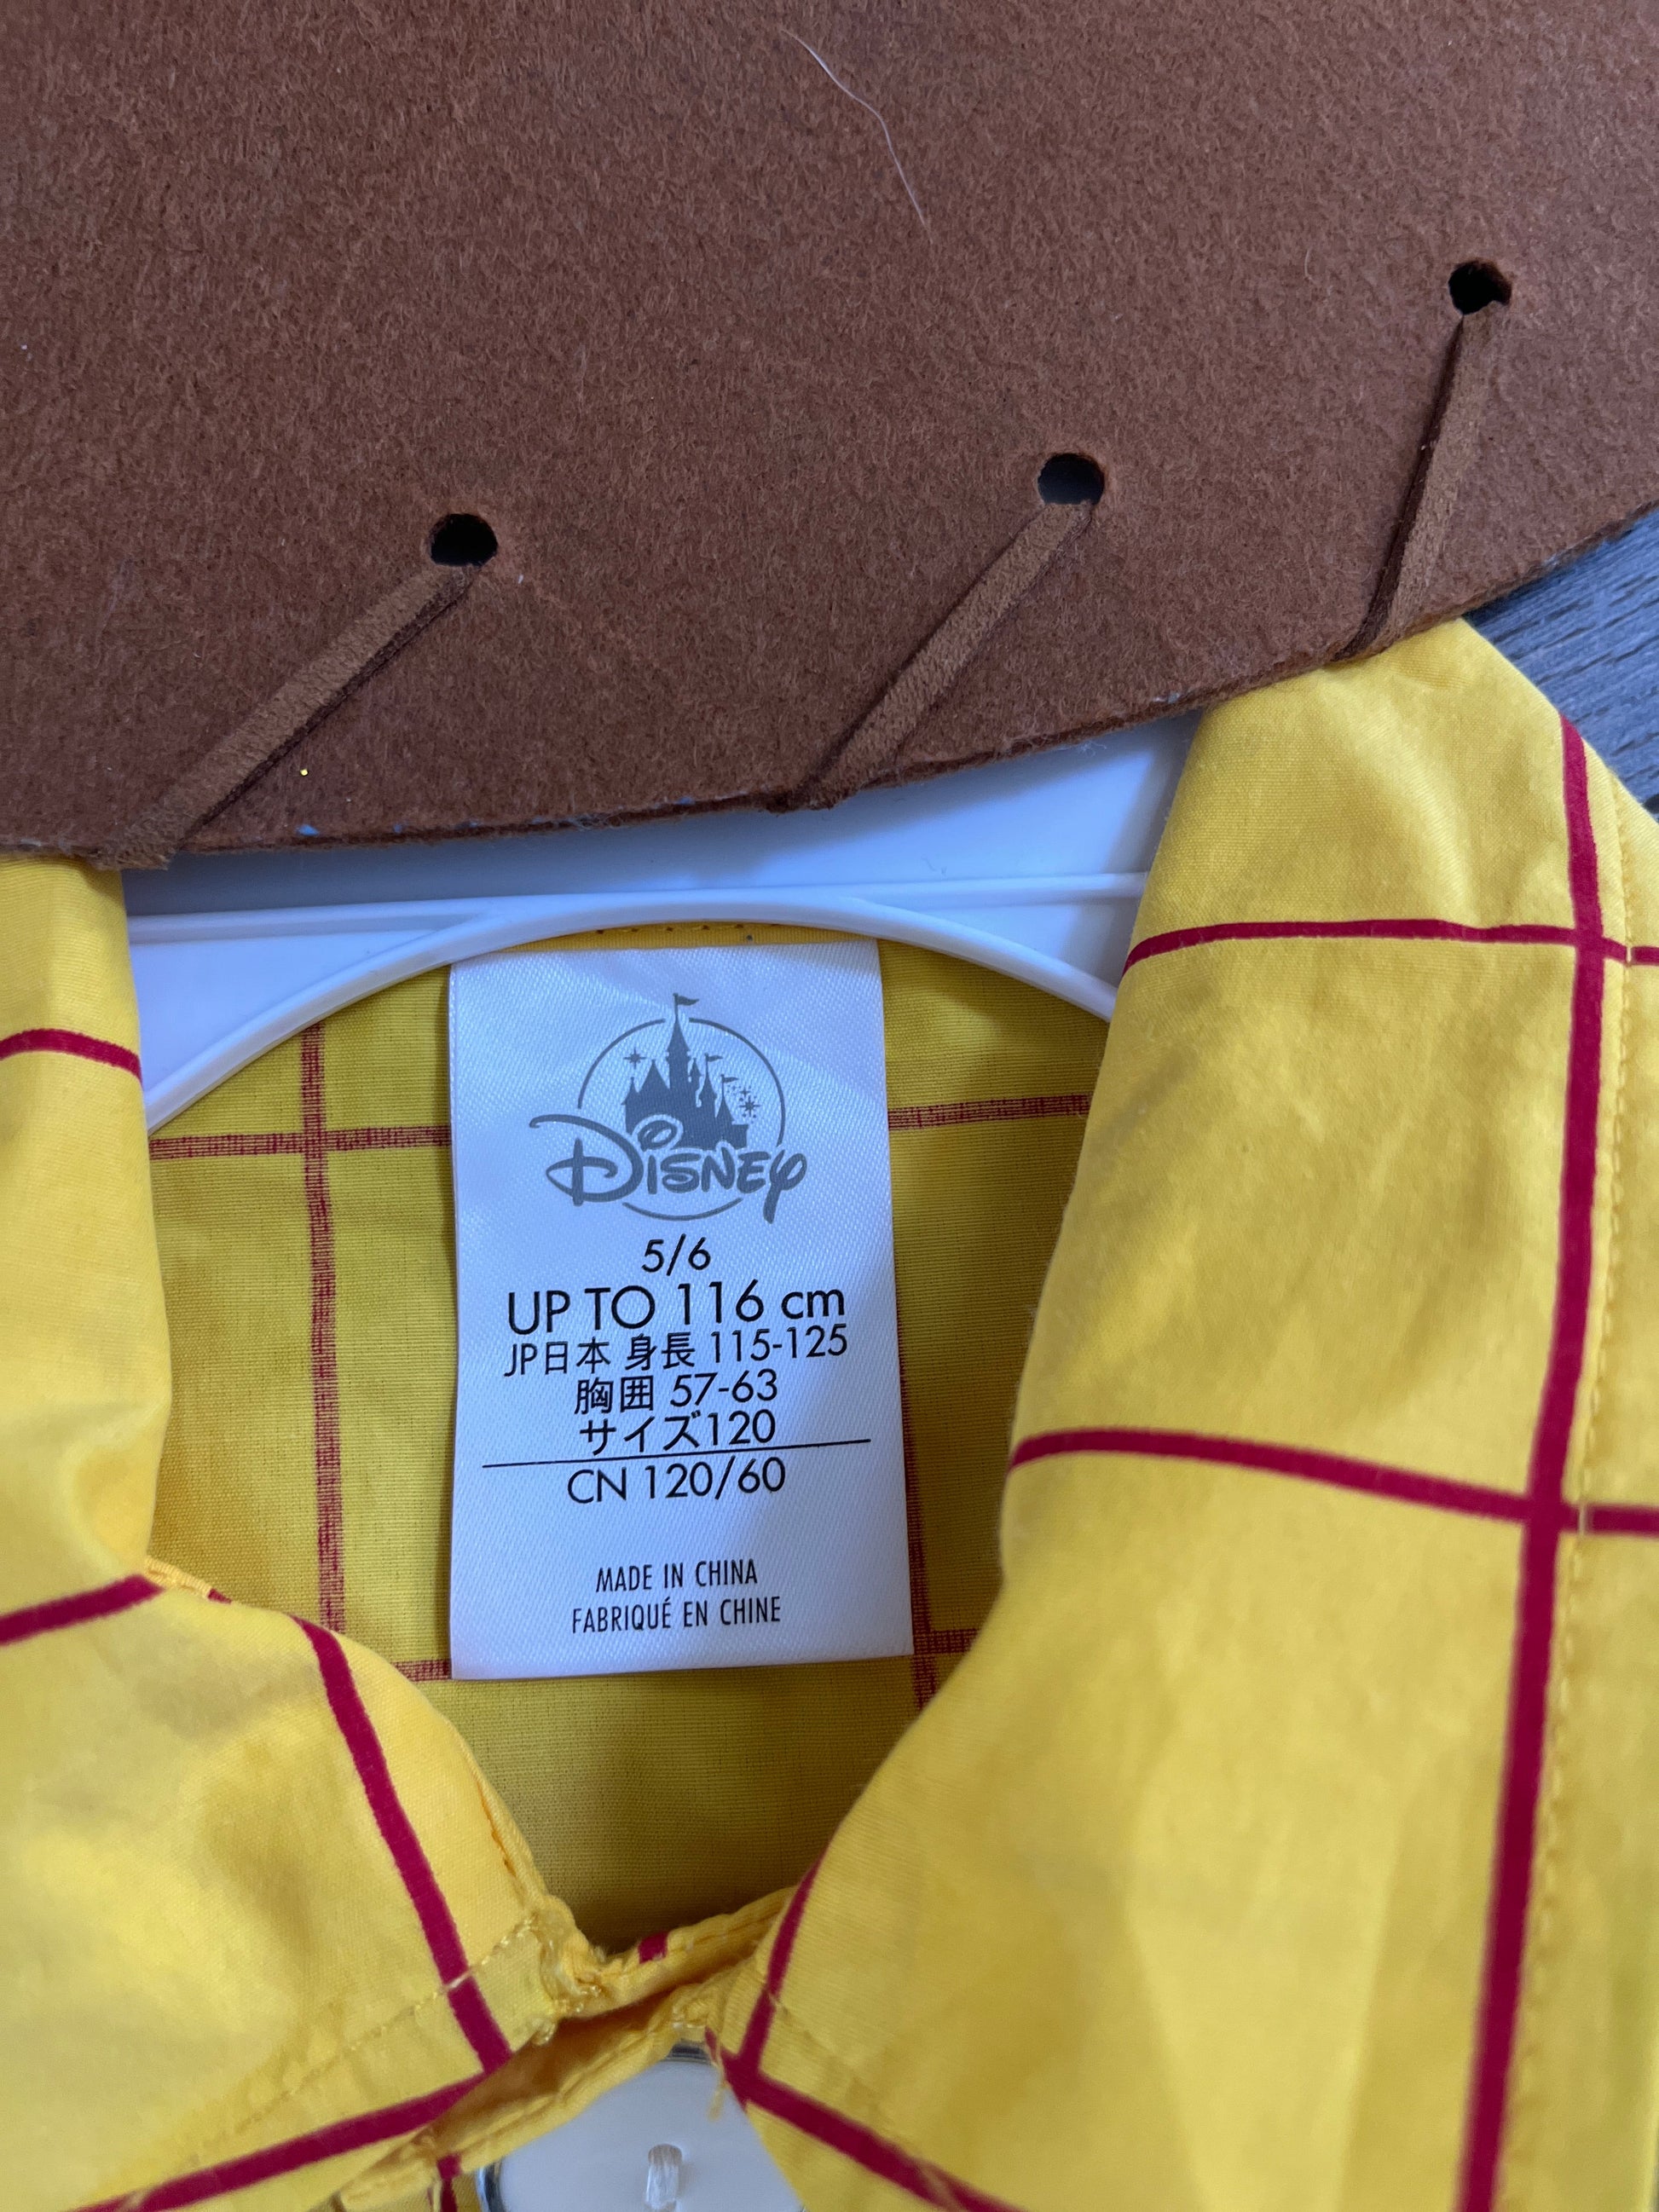 Disney
5/6
UP TO 116 cm
JP日本 身長 115-125
胸囲 57-63
サイズ120
CN 120/60
MADE IN CHINA
FABRIQUÉ EN CHINE